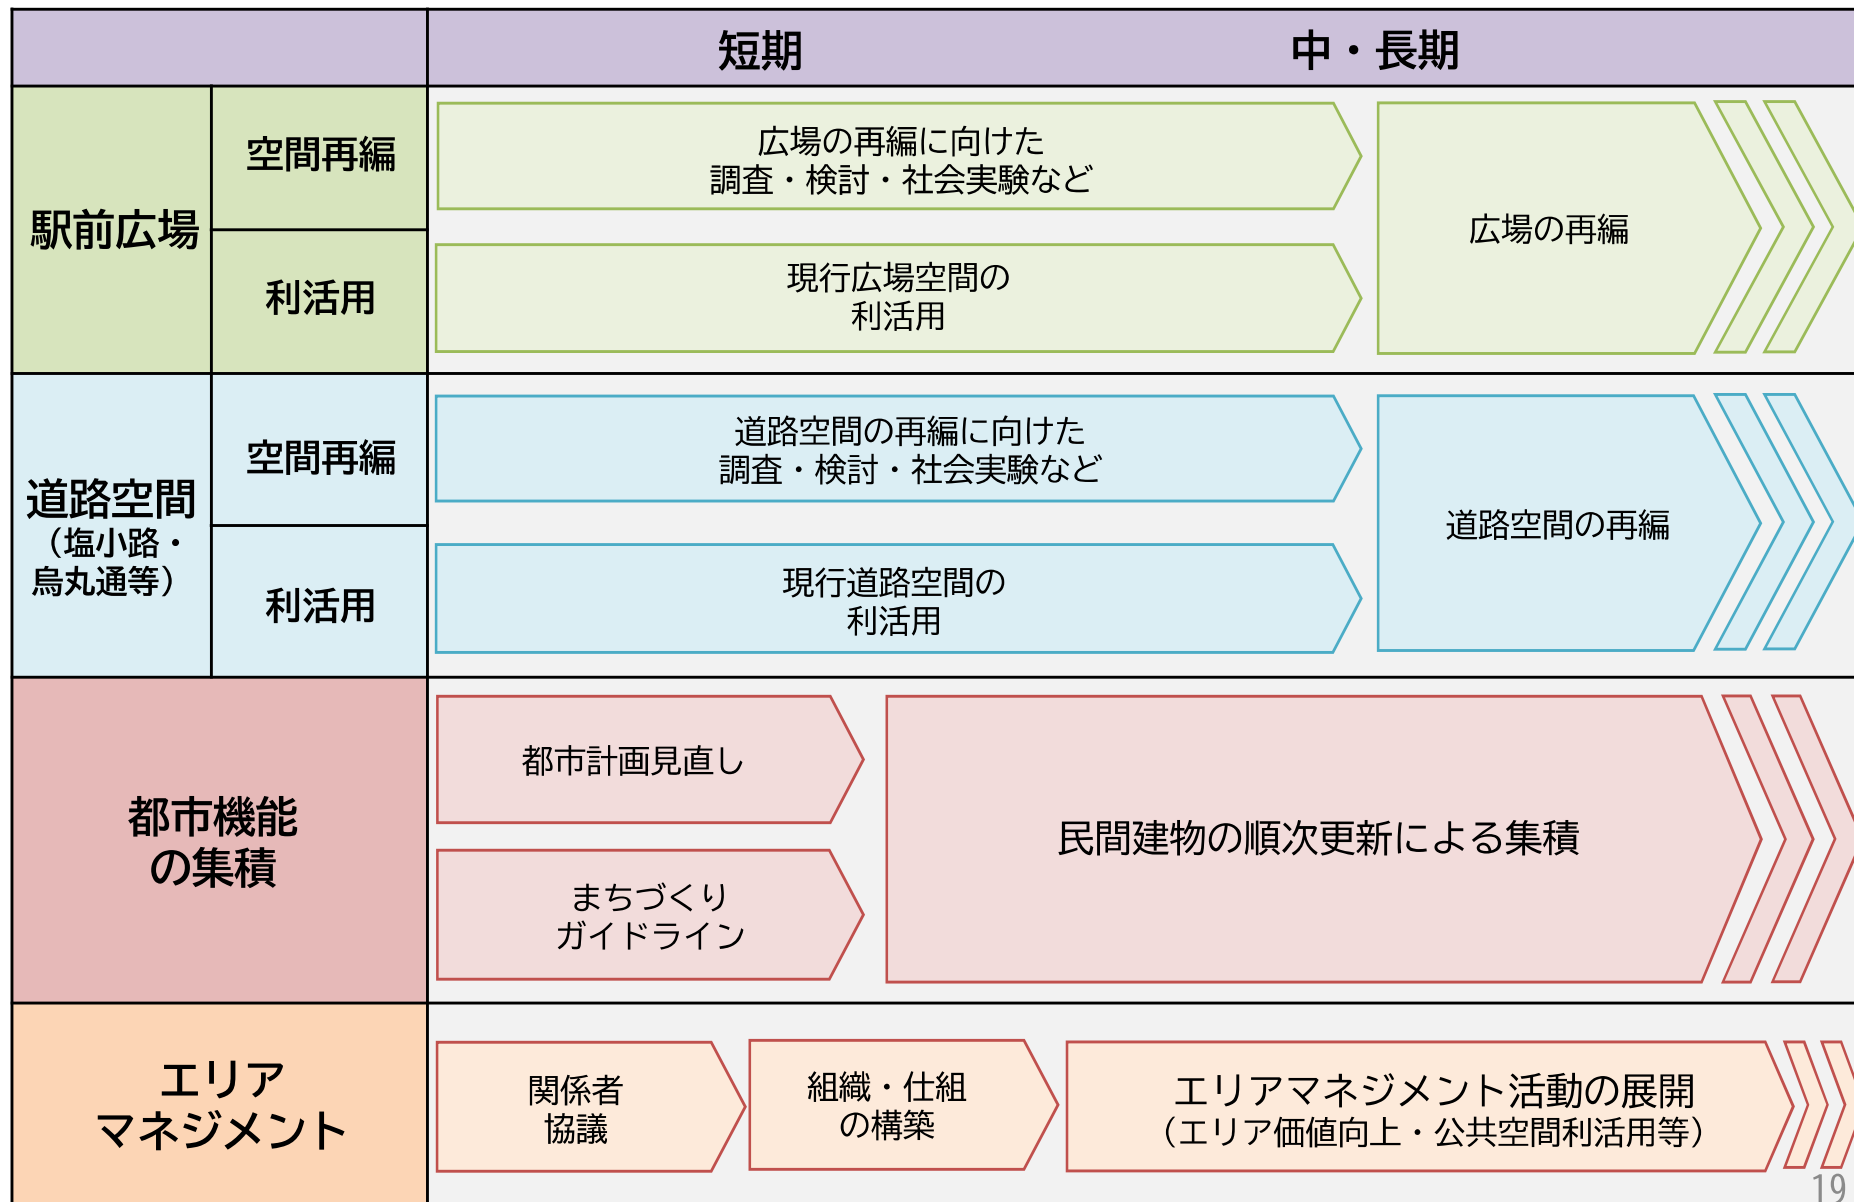 短期
中・長期
駅前広場
空間再編
広場の再編に向けた
調査・検討・社会実験など
利活用
現行広場空間の
利活用
広場の再編
道路空間
（塩小路・
烏丸通等）
空間再編
道路空間の再編に向けた
調査・検討・社会実験など
利活用
現行道路空間の
利活用
道路空間の再編
都市機能
の集積
都市計画見直し
まちづくり
ガイドライン
民間建物の順次更新による集積
エリア
マネジメント
関係者
協議
組織・仕組
の構築
エリアマネジメント活動の展開
（エリア価値向上・公共空間利活用等）
19